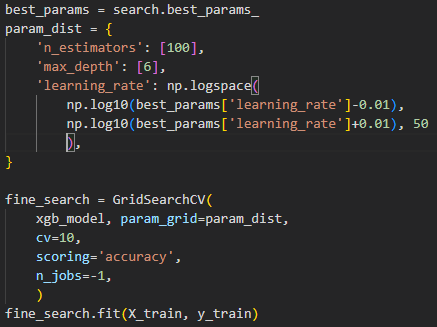 best_params = search.best_params_
param_dist = {
    'n_estimators': [100],
    'max_depth': [6],
    'learning_rate': np.logspace(
        np.log10(best_params['learning_rate']-0.01),
        np.log10(best_params['learning_rate']+0.01), 50
        ),
}

fine_search = GridSearchCV(
    xgb_model, param_grid=param_dist,
    cv=10,
    scoring='accuracy',
    n_jobs=-1,
    )
fine_search.fit(X_train, y_train)